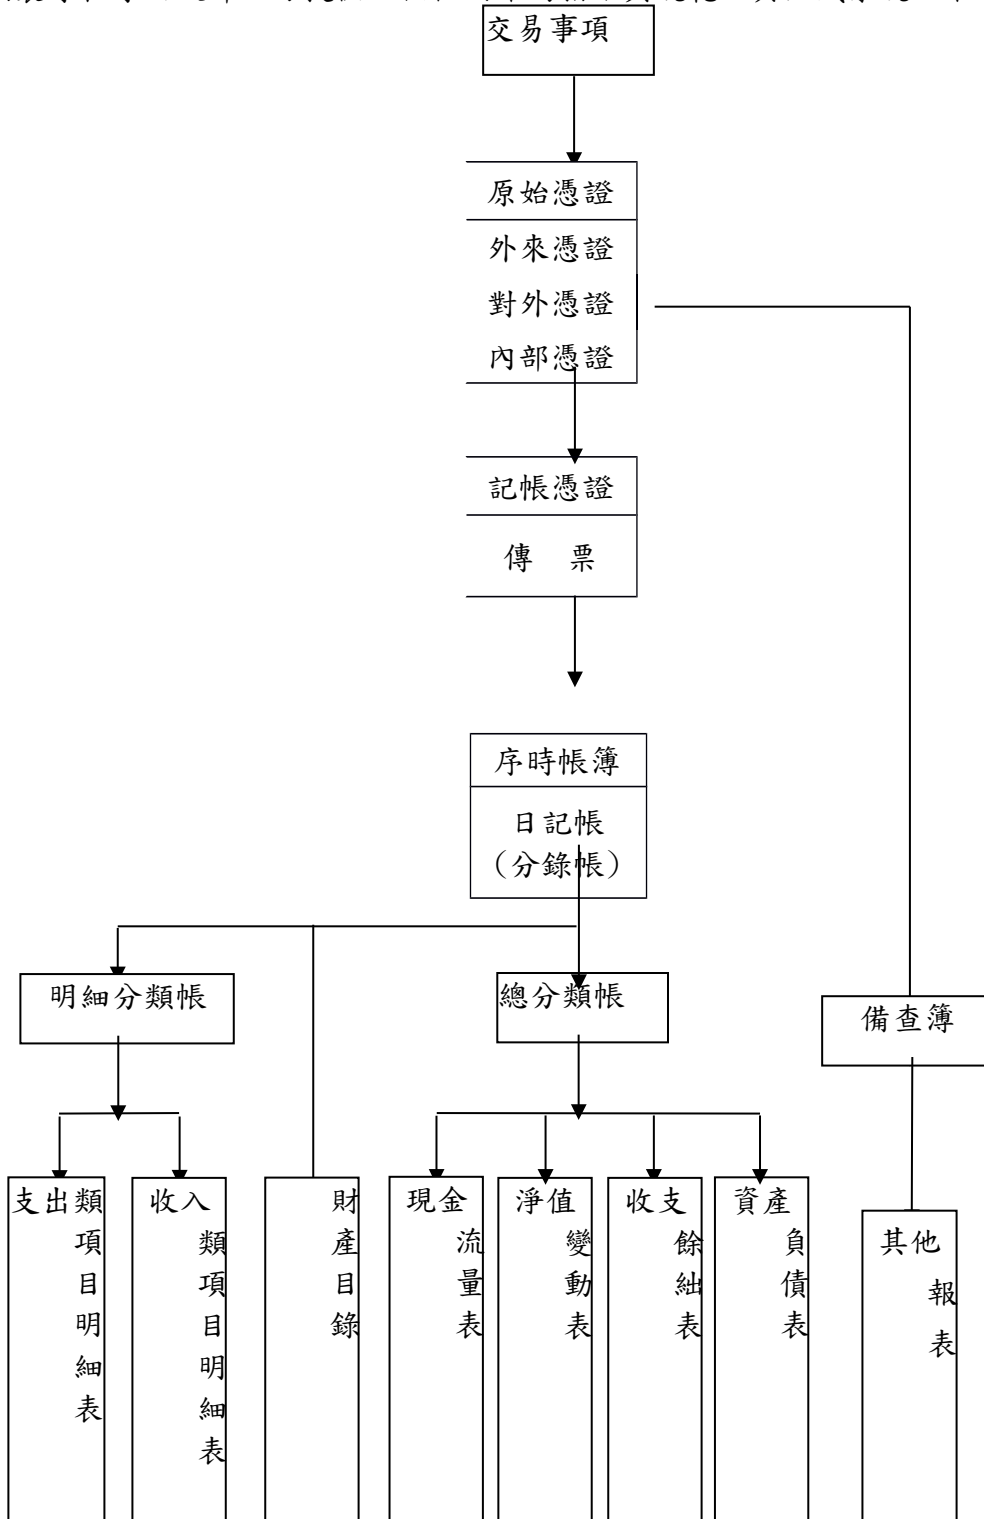 交易事項
原始憑證
外來憑證
對外憑證
內部憑證
記帳憑證
傳 票
序時帳簿
日記帳
（分錄帳）
明細分類帳
總分類帳
備查簿
支出類項目明細表
收入類項目明細表
財產目錄
現金流量表
淨值變動表
收支餘絀表
資產負債表
其他報表